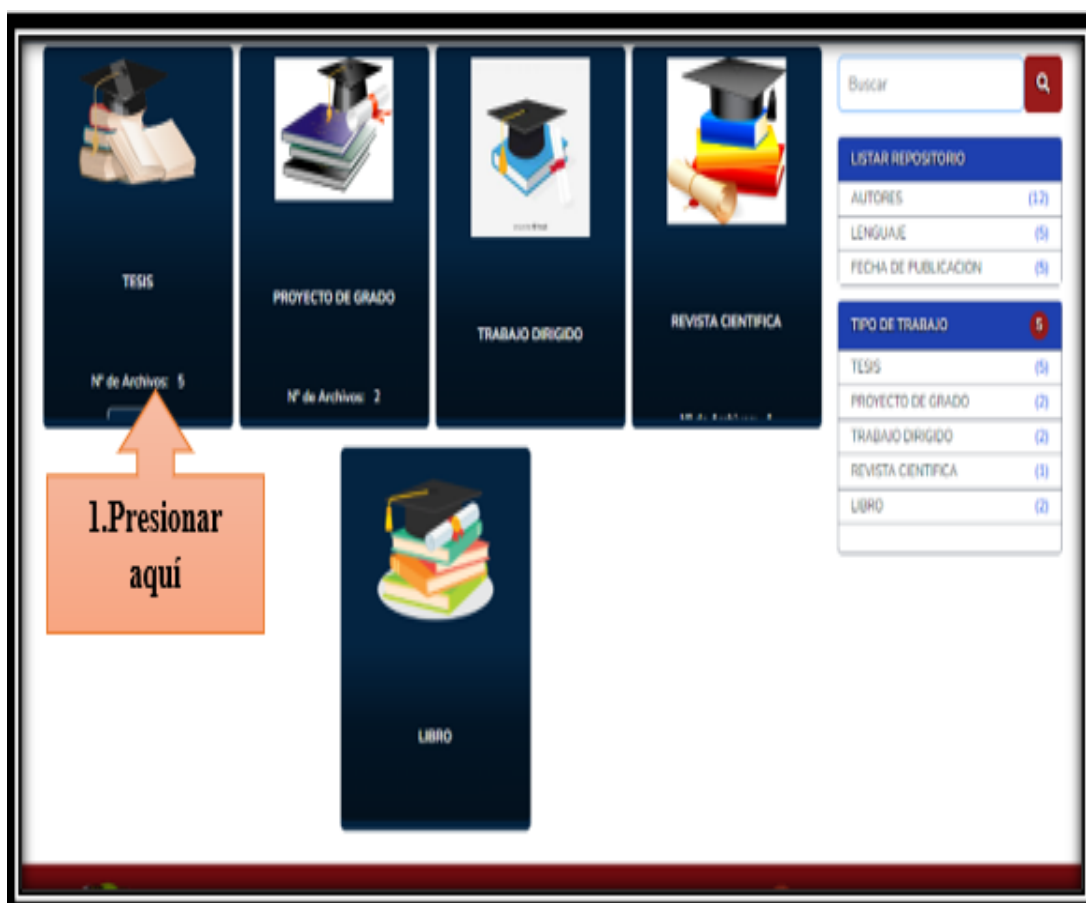 TESIS
Nº de Archivos: 5
PROYECTO DE GRADO
Nº de Archivos: 2
TRABAJO DIRIGIDO
REVISTA CIENTIFICA
1.Presionar
aquí
LIBRO
Buscar
LISTAR REPOSITORIO
AUTORES (12)
LENGUAJE (5)
FECHA DE PUBLICACION (5)
TIPO DE TRABAJO 5
TESIS (5)
PROYECTO DE GRADO (2)
TRABAJO DIRIGIDO (2)
REVISTA CIENTIFICA (1)
LIBRO (2)